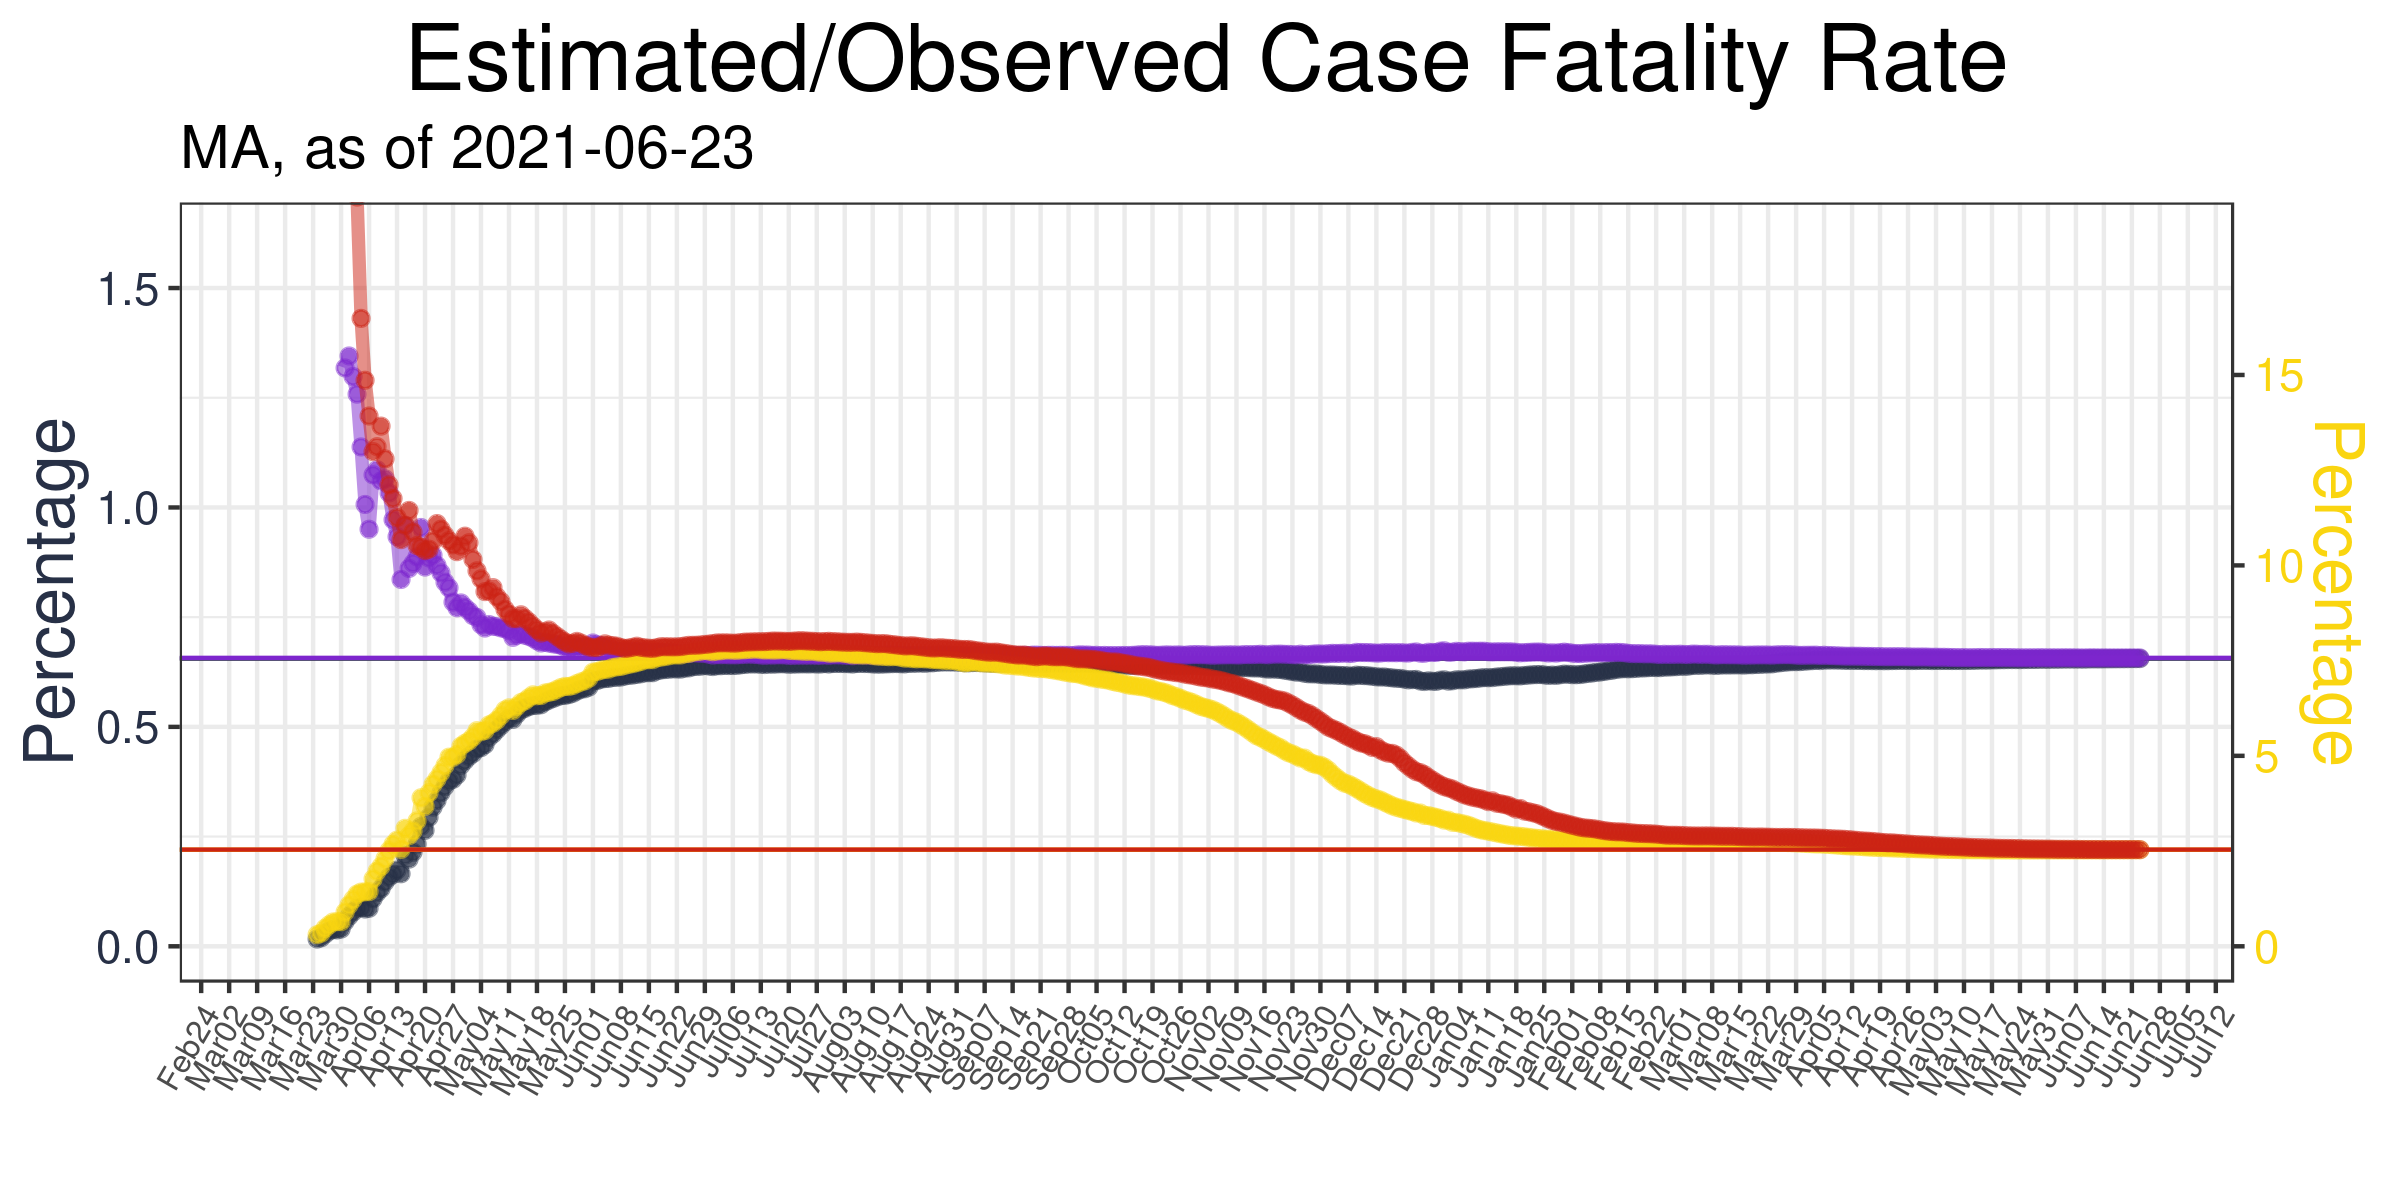 Estimated/Observed Case Fatality Rate
MA, as of 2021-06-23
Percentage
1.5
1.0
0.5
0.0
15
10
5
0
Percentage
Feb24
Mar02
Mar09
Mar16
Mar23
Mar30
Apr06
Apr13
Apr20
Apr27
May04
May11
May18
May25
Jun01
Jun08
Jun15
Jun22
Jun29
Jul06
Jul13
Jul20
Jul27
Aug03
Aug10
Aug17
Aug24
Aug31
Sep07
Sep14
Sep21
Sep28
Oct05
Oct12
Oct19
Oct26
Nov02
Nov09
Nov16
Nov23
Nov30
Dec07
Dec14
Dec21
Dec28
Jan04
Jan11
Jan18
Jan25
Feb01
Feb08
Feb15
Feb22
Mar01
Mar08
Mar15
Mar22
Mar29
Apr05
Apr12
Apr19
Apr26
May03
May10
May17
May24
May31
Jun07
Jun14
Jun21
Jun28
Jul05
Jul12